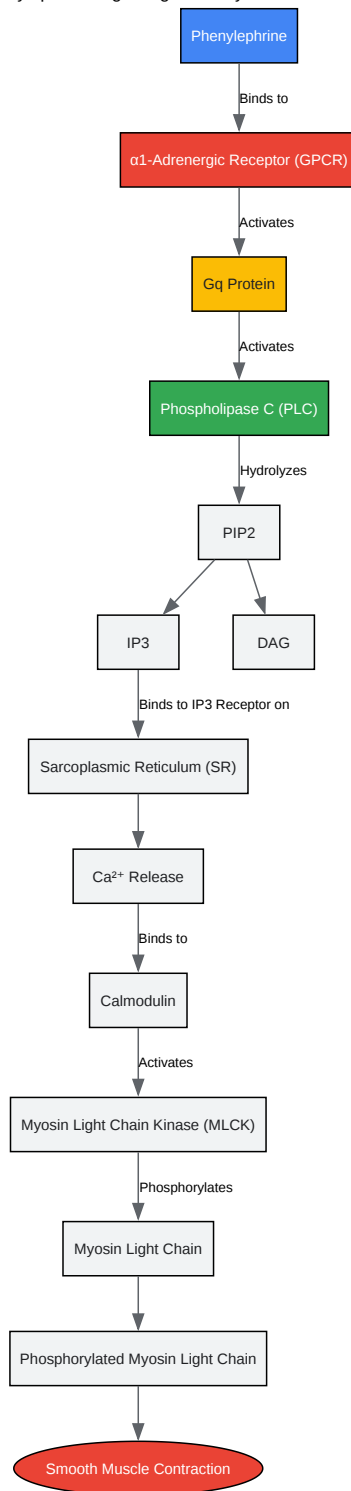 Phenylephrine
Binds to
α1-Adrenergic Receptor (GPCR)
Activates
Gq Protein
Activates
Phospholipase C (PLC)
Hydrolyzes
PIP2
IP3
DAG
Binds to IP3 Receptor on
Sarcoplasmic Reticulum (SR)
Ca²⁺ Release
Binds to
Calmodulin
Activates
Myosin Light Chain Kinase (MLCK)
Phosphorylates
Myosin Light Chain
Phosphorylated Myosin Light Chain
Smooth Muscle Contraction